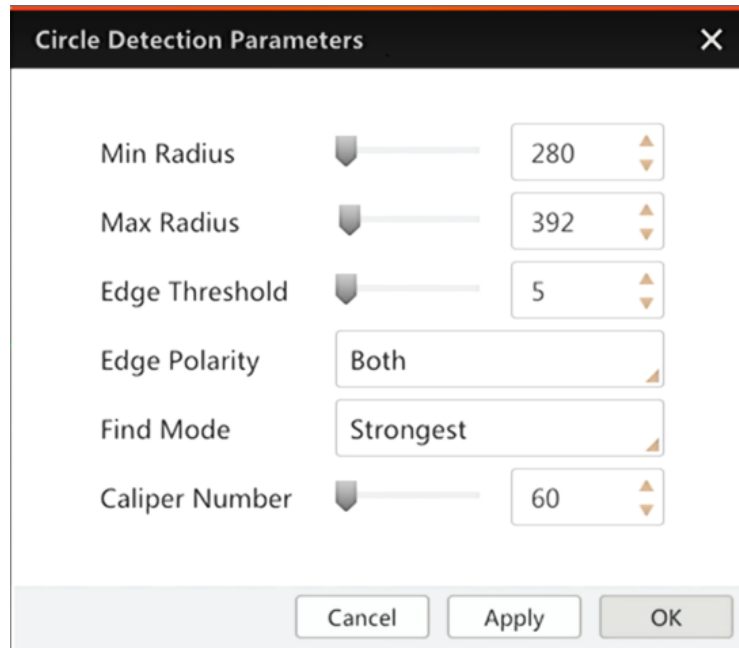 Circle Detection Parameters
Min Radius 280
Max Radius 392
Edge Threshold 5
Edge Polarity Both
Find Mode Strongest
Caliper Number 60
Cancel Apply OK